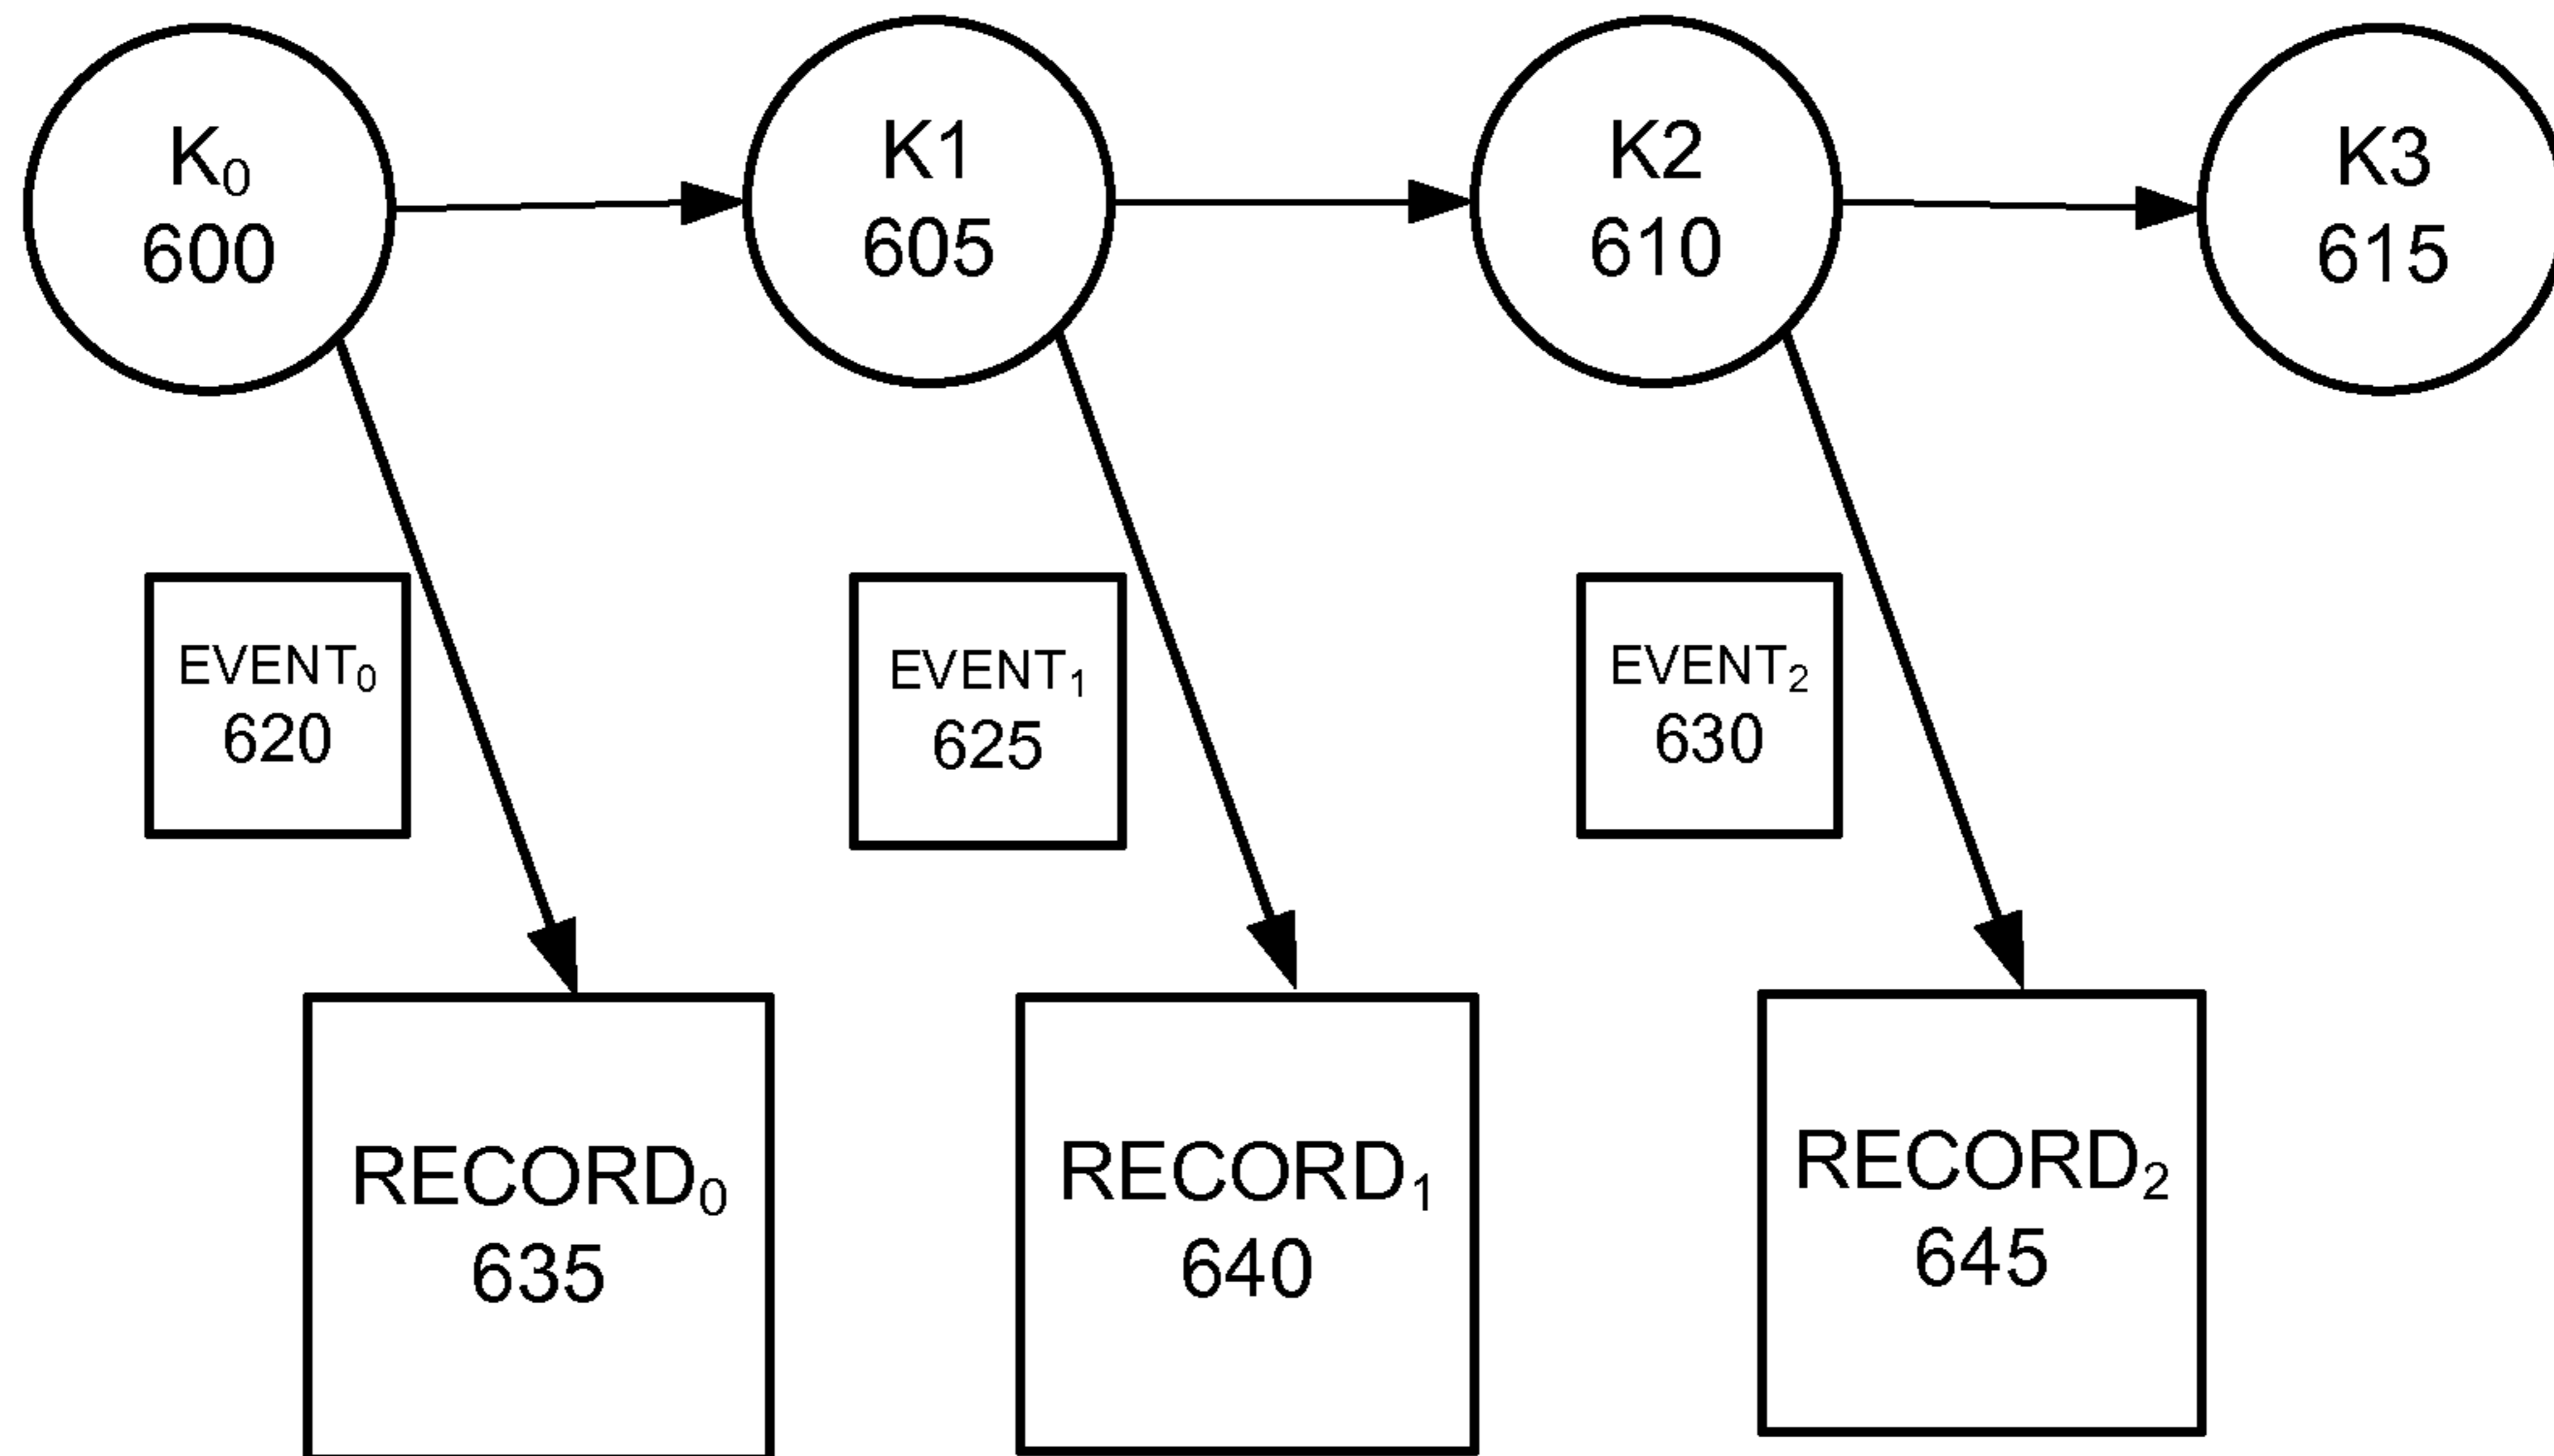 K₀
600
K1
605
K2
610
K3
615
EVENT₀
620
EVENT₁
625
EVENT₂
630
RECORD₀
635
RECORD₁
640
RECORD₂
645